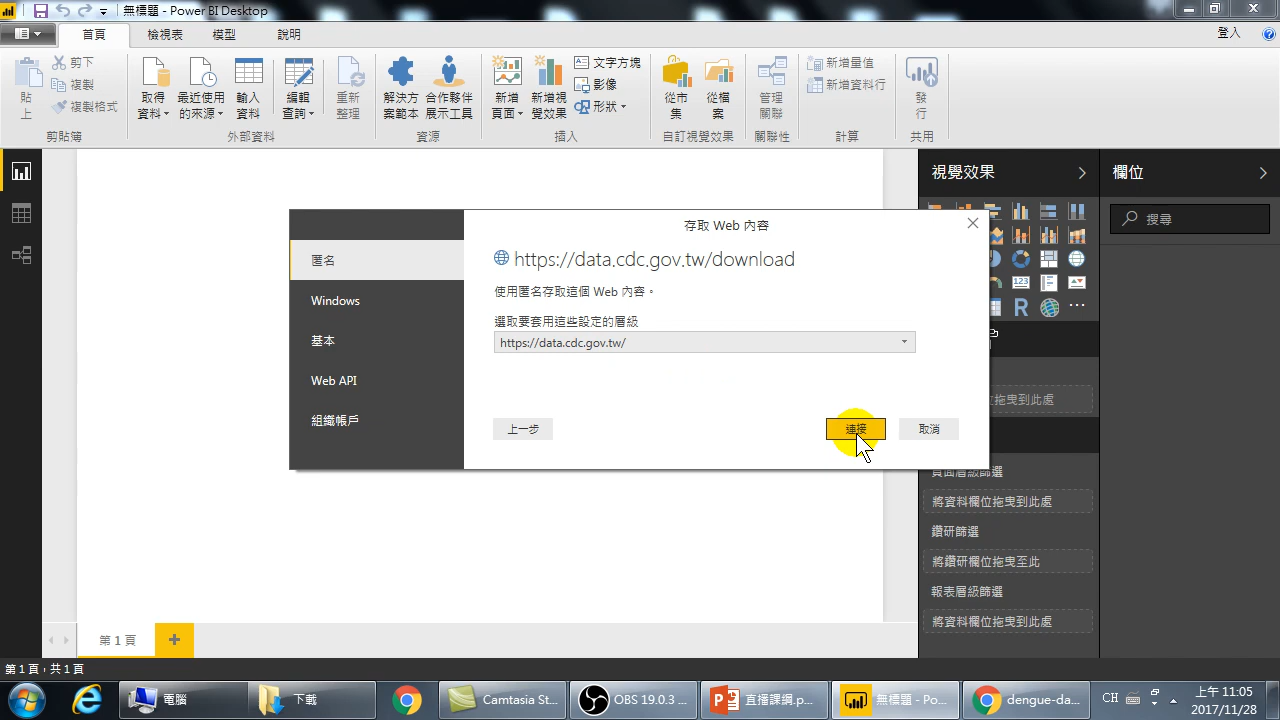 無標題 - Power BI Desktop
首頁
檢視表
模型
說明
登入
貼上
剪下
複製
複製格式
剪貼簿
取得資料
最近使用的來源
輸入資料
編輯查詢
外部資料
重新整理
解決方案範本
合作夥伴展示工具
資源
新增頁面
新增視覺效果
文字方塊
影像
形狀
插入
從市集
從檔案
自訂視覺效果
管理關聯
關聯性
新增量值
新增資料行
計算
發行
共用
視覺效果
欄位
搜尋
存取 Web 內容
匿名
Windows
基本
Web API
組織帳戶
https://data.cdc.gov.tw/download
使用匿名存取這個 Web 內容。
選取要套用這些設定的層級
https://data.cdc.gov.tw/
上一步
連接
取消
123
R
位拖曳到此處
頁面層級篩選
將資料欄位拖曳到此處
鑽研篩選
將鑽研欄位拖曳至此
報表層級篩選
將資料欄位拖曳到此處
第 1 頁
+
第 1 頁，共 1 頁
電腦
下載
Camtasia St...
OBS 19.0.3 ...
直播課綱.p...
無標題 - Po...
dengue-da...
CH
上午 11:05
2017/11/28